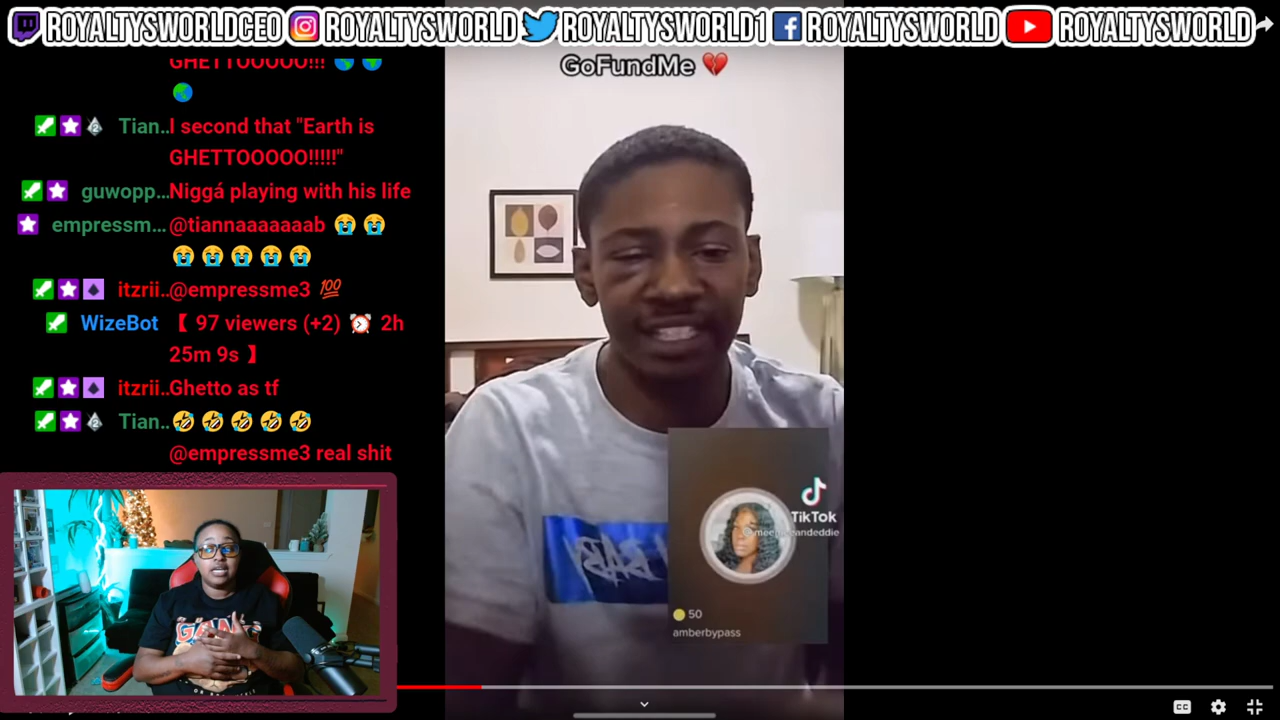 ROYALTYSWORLDCEO ROYALTYSWORLD ROYALTYSWORLD1 ROYALTYSWORLD ROYALTYSWORLD
GoFundMe 💔
GHETTOOOOO!!! 🌎 🌍
🌏
Tian.. I second that "Earth is
GHETTOOOOO!!!!!"
guwopp... Niggá playing with his life
empressm... @tiannaaaaaaab 😭 😭
😭 😭 😭 😭 😭
itzrii.. @empressme3 💯
WizeBot 【 97 viewers (+2) ⏰ 2h
25m 9s 】
itzrii.. Ghetto as tf
Tian.. 🤣 🤣 🤣 🤣 🤣
@empressme3 real shit
TikTok
50
amberbypass
CC